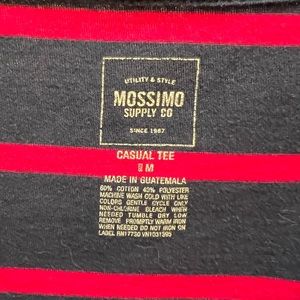 UTILITY & STYLE
MOSSIMO
SUPPLY CO
SINCE 1987
CASUAL TEE
M
MADE IN GUATEMALA
60% COTTON 40% POLYESTER
MACHINE WASH COLD WITH LIKE
COLORS GENTLE CYCLE ONLY
NON-CHLORINE BLEACH WHEN
NEEDED TUMBLE DRY LOW
REMOVE PROMPTLY WARM IRON
WHEN NEEDED DO NOT IRON ON
LABEL RN17730 VN1031395